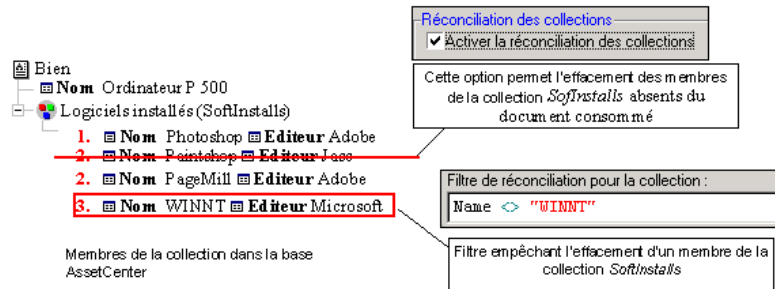 Réconciliation des collections
Activer la réconciliation des collections
Bien
Nom Ordinateur P 500
Logiciels installés (SoftInstalls)
Cette option permet l'effacement des membres
de la collection SofInstalls absents du
document consommé
1. Nom Photoshop Editeur Adobe
2. Nom Paintshop Editeur Jasc
2. Nom PageMill Editeur Adobe
3. Nom WINNT Editeur Microsoft
Filtre de réconciliation pour la collection :
Name <> "WINNT"
Membres de la collection dans la base
AssetCenter
Filtre empêchant l'effacement d'un membre de la
collection SoftInstalls